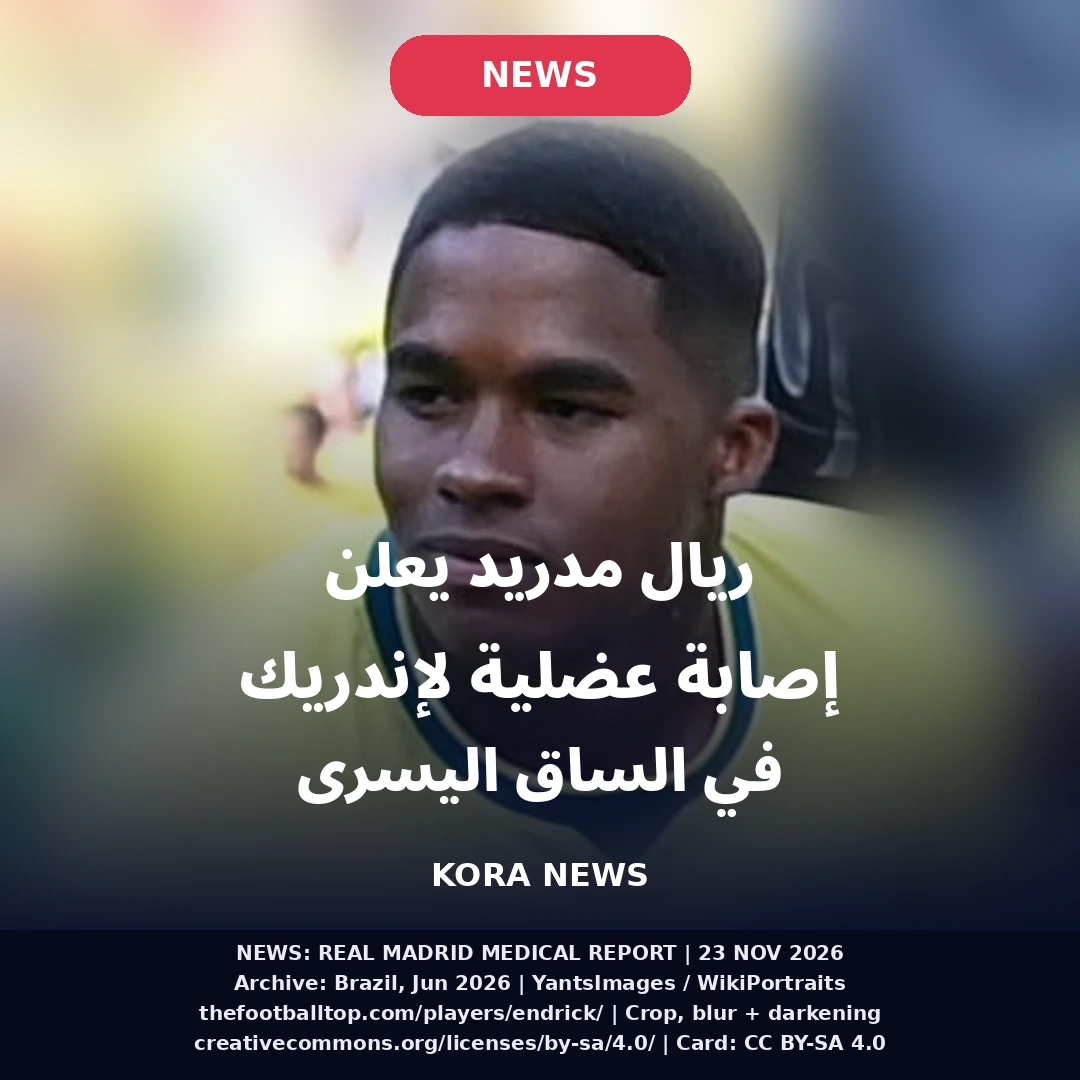 NEWS
ريال مدريد يعلن
إصابة عضلية لإندريك
في الساق اليسرى
KORA NEWS
NEWS: REAL MADRID MEDICAL REPORT | 23 NOV 2026
Archive: Brazil, Jun 2026 | YantsImages / WikiPortraits
thefootballtop.com/players/endrick/ | Crop, blur + darkening
creativecommons.org/licenses/by-sa/4.0/ | Card: CC BY-SA 4.0